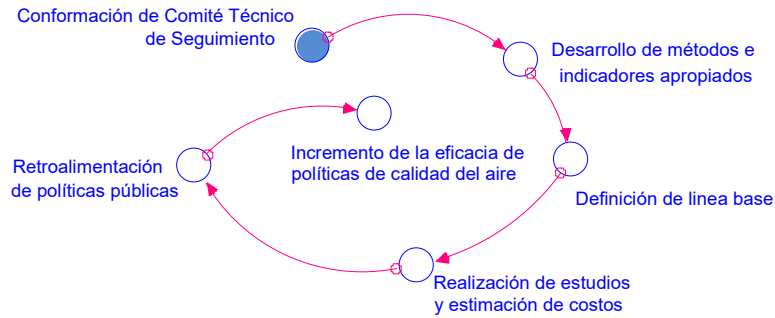 Conformación de Comité Técnico
de Seguimiento
Desarrollo de métodos e
indicadores apropiados
Definición de linea base
Realización de estudios
y estimación de costos
Retroalimentación
de políticas públicas
Incremento de la eficacia de
políticas de calidad del aire